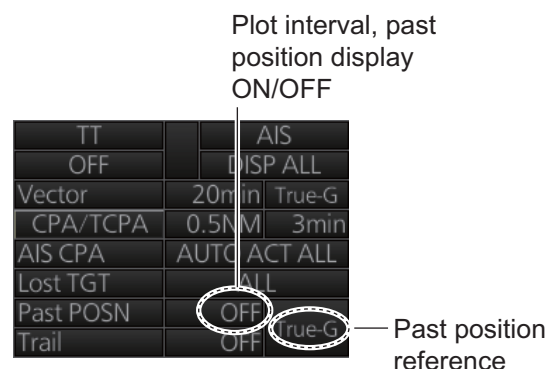 Plot interval, past
position display
ON/OFF
TT AIS
OFF DISP ALL
Vector 20min True-G
CPA/TCPA 0.5NM 3min
AIS CPA AUTO ACT ALL
Lost TGT ALL
Past POSN OFF True-G
Trail OFF
Past position
reference